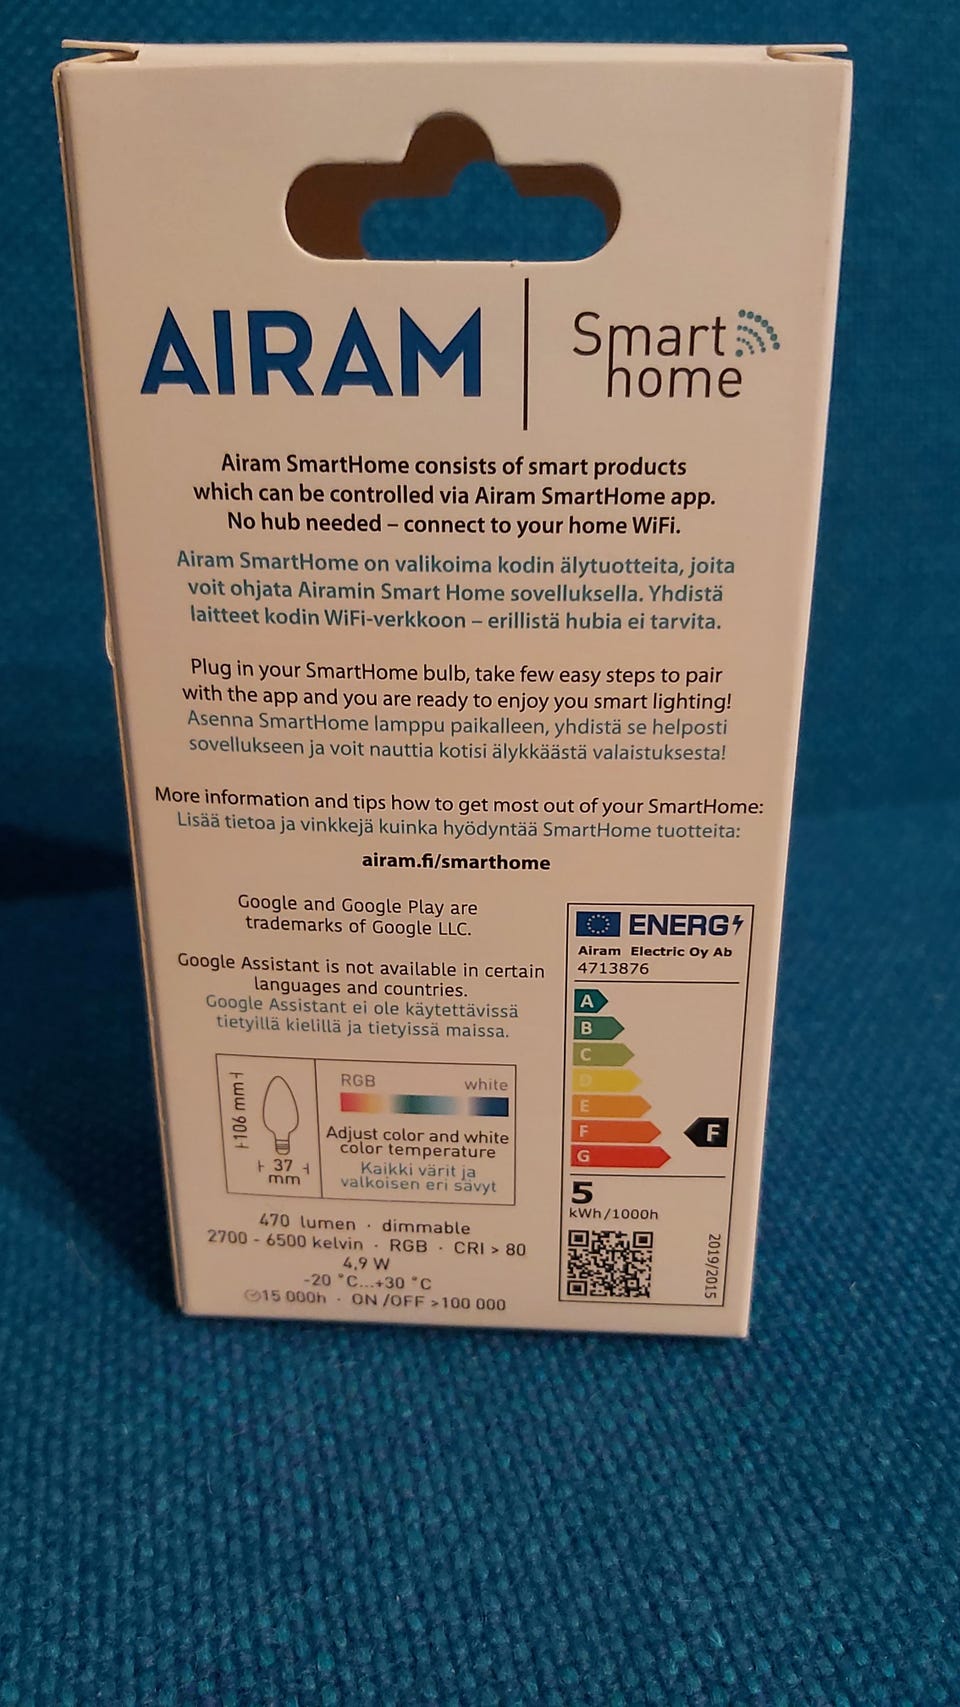 AIRAM
Smart
home
Airam SmartHome consists of smart products
which can be controlled via Airam SmartHome app.
No hub needed – connect to your home WiFi.
Airam SmartHome on valikoima kodin älytuotteita, joita
voit ohjata Airamin Smart Home sovelluksella. Yhdistä
laitteet kodin WiFi-verkkoon – erillistä hubia ei tarvita.
Plug in your SmartHome bulb, take few easy steps to pair
with the app and you are ready to enjoy you smart lighting!
Asenna SmartHome lamppu paikalleen, yhdistä se helposti
sovellukseen ja voit nauttia kotisi älykkäästä valaistuksesta!
More information and tips how to get most out of your SmartHome:
Lisää tietoa ja vinkkejä kuinka hyödyntää SmartHome tuotteita:
airam.fi/smarthome
Google and Google Play are
trademarks of Google LLC.
Google Assistant is not available in certain
languages and countries.
Google Assistant ei ole käytettävissä
tietyillä kielillä ja tietyissä maissa.
106 mm
37
mm
RGB white
Adjust color and white
color temperature
Kaikki värit ja
valkoisen eri sävyt
470 lumen · dimmable
2700 - 6500 kelvin · RGB · CRI > 80
4,9 W
-20 °C...+30 °C
15 000h · ON /OFF >100 000
ENERG
Airam Electric Oy Ab
4713876
A
B
C
D
E
F
F
G
5
kWh/1000h
2019/2015